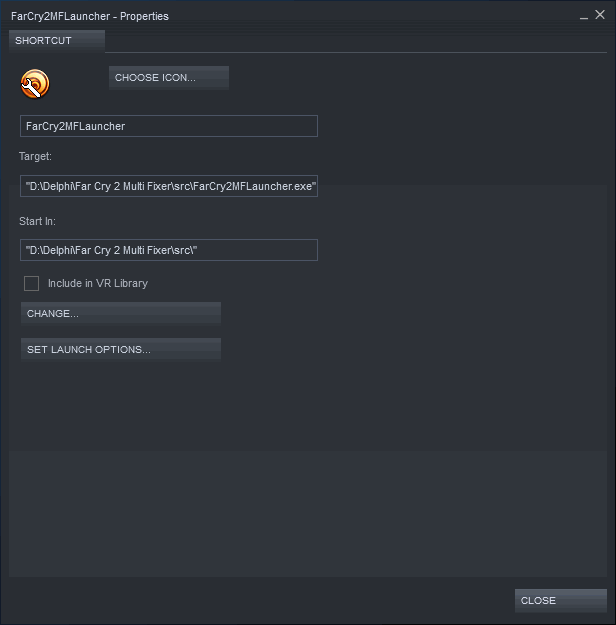 FarCry2MFLauncher - Properties
SHORTCUT
CHOOSE ICON...
FarCry2MFLauncher
Target:
"D:\Delphi\Far Cry 2 Multi Fixer\src\FarCry2MFLauncher.exe"
Start In:
"D:\Delphi\Far Cry 2 Multi Fixer\src\"
Include in VR Library
CHANGE...
SET LAUNCH OPTIONS...
CLOSE